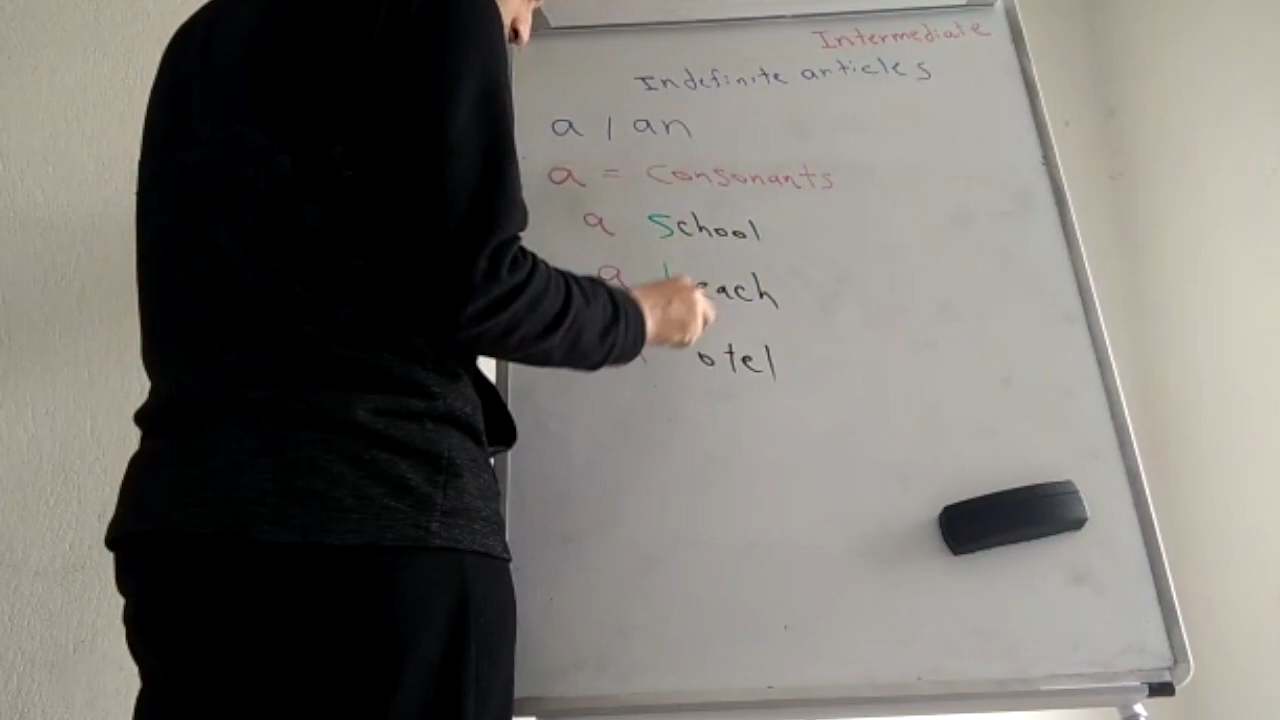 Intermediate
Indefinite articles
a / an
a = consonants
a school
a